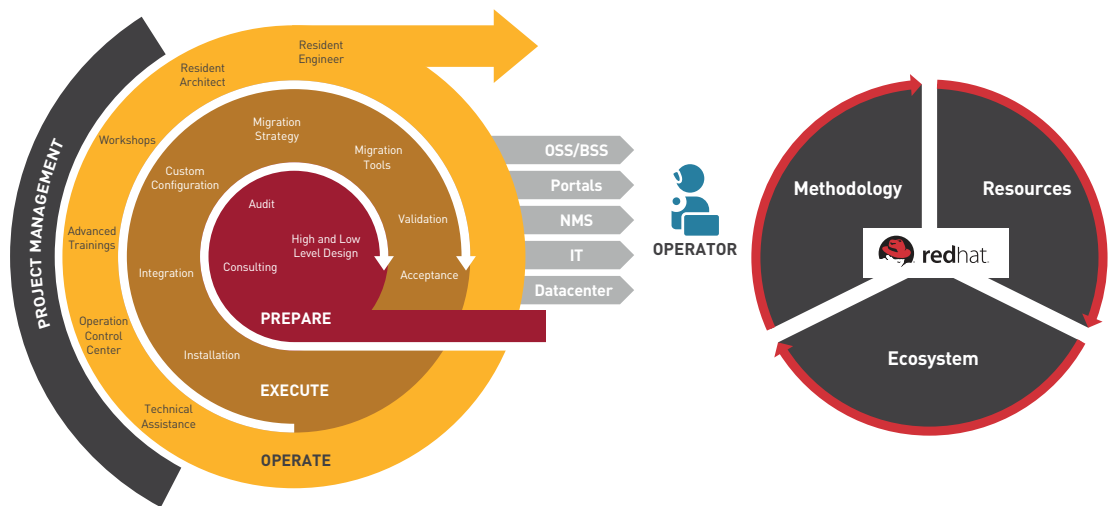 PROJECT MANAGEMENT
Resident
Engineer
Resident
Architect
Workshops
Advanced
Trainings
Operation
Control
Center
Technical
Assistance
OPERATE
Migration
Strategy
Migration
Tools
Custom
Configuration
Validation
Integration
Acceptance
Installation
EXECUTE
Audit
High and Low
Level Design
Consulting
PREPARE
OSS/BSS
Portals
NMS
IT
Datacenter
OPERATOR
Methodology
Resources
redhat.
Ecosystem